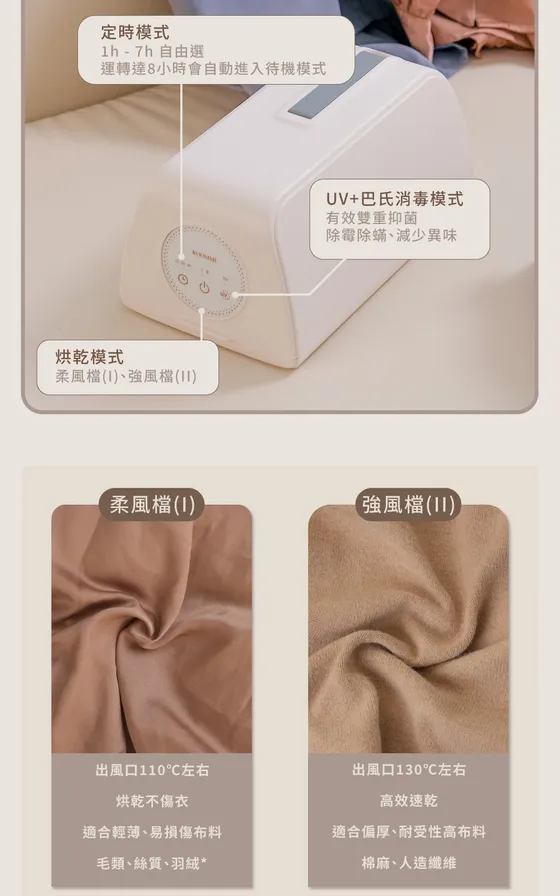 定時模式
1h - 7h 自由選
運轉達8小時會自動進入待機模式
UV+巴氏消毒模式
有效雙重抑菌
除霉除蟎、減少異味
烘乾模式
柔風檔(I)、強風檔(II)
柔風檔(I)
出風口110℃左右
烘乾不傷衣
適合輕薄、易損傷布料
毛類、絲質、羽絨*
強風檔(II)
出風口130℃左右
高效速乾
適合偏厚、耐受性高布料
棉麻、人造纖維